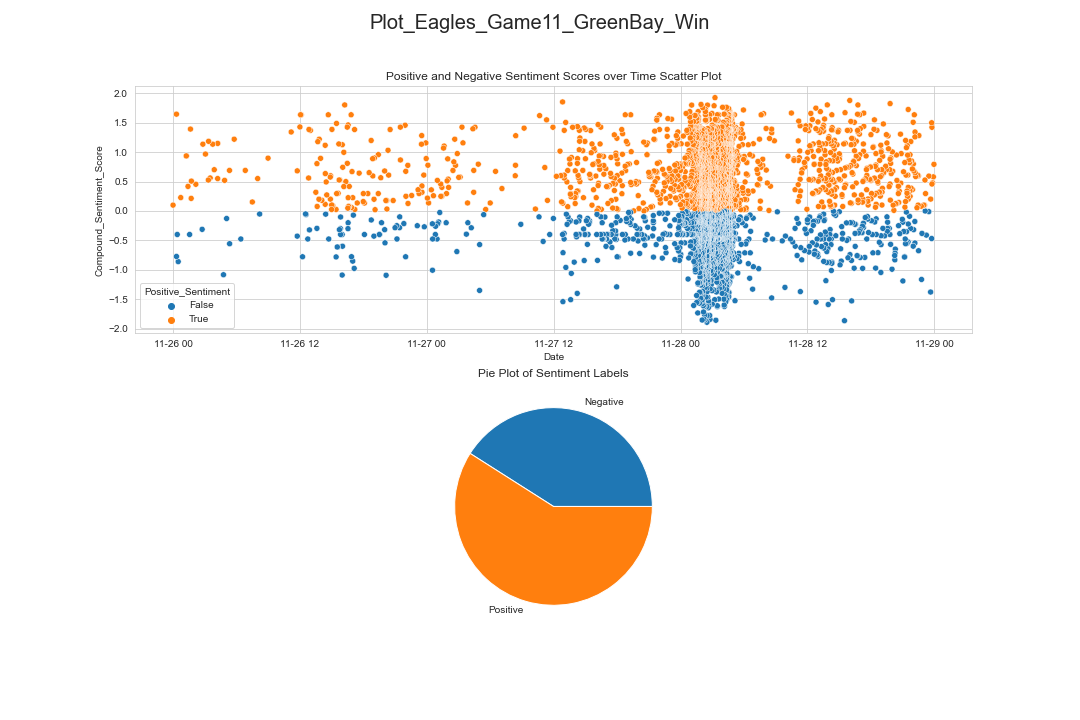 Plot_Eagles_Game11_GreenBay_Win
Positive and Negative Sentiment Scores over Time Scatter Plot
2.0
1.5
1.0
0.5
0.0
−0.5
−1.0
−1.5
−2.0
Compound_Sentiment_Score
Positive_Sentiment
False
True
11-26 00
11-26 12
11-27 00
11-27 12
11-28 00
11-28 12
11-29 00
Date
Pie Plot of Sentiment Labels
Negative
Positive